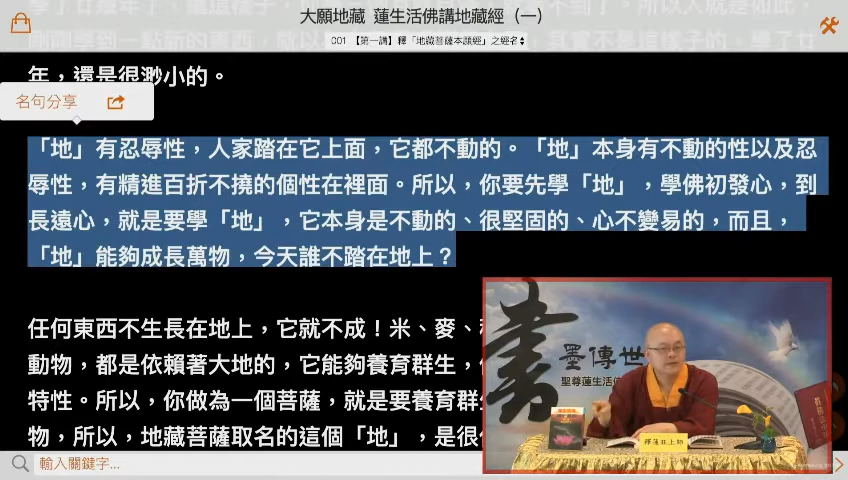 大願地藏 蓮生活佛講地藏經（一）
001 【第一講】釋「地藏菩薩本願經」之經名
年，還是很渺小的。
名句分享
「地」有忍辱性，人家踏在它上面，它都不動的。「地」本身有不動的性以及忍
辱性，有精進百折不撓的個性在裡面。所以，你要先學「地」，學佛初發心，到
長遠心，就是要學「地」，它本身是不動的、很堅固的、心不變易的，而且，
「地」能夠成長萬物，今天誰不踏在地上？
任何東西不生長在地上，它就不成！米、麥、
動物，都是依賴著大地的，它能夠養育群生，
特性。所以，你做為一個菩薩，就是要養育群
物，所以，地藏菩薩取名的這個「地」，是很
書
墨傳世
聖尊蓮生活
釋蓮旺上師
輸入關鍵字...